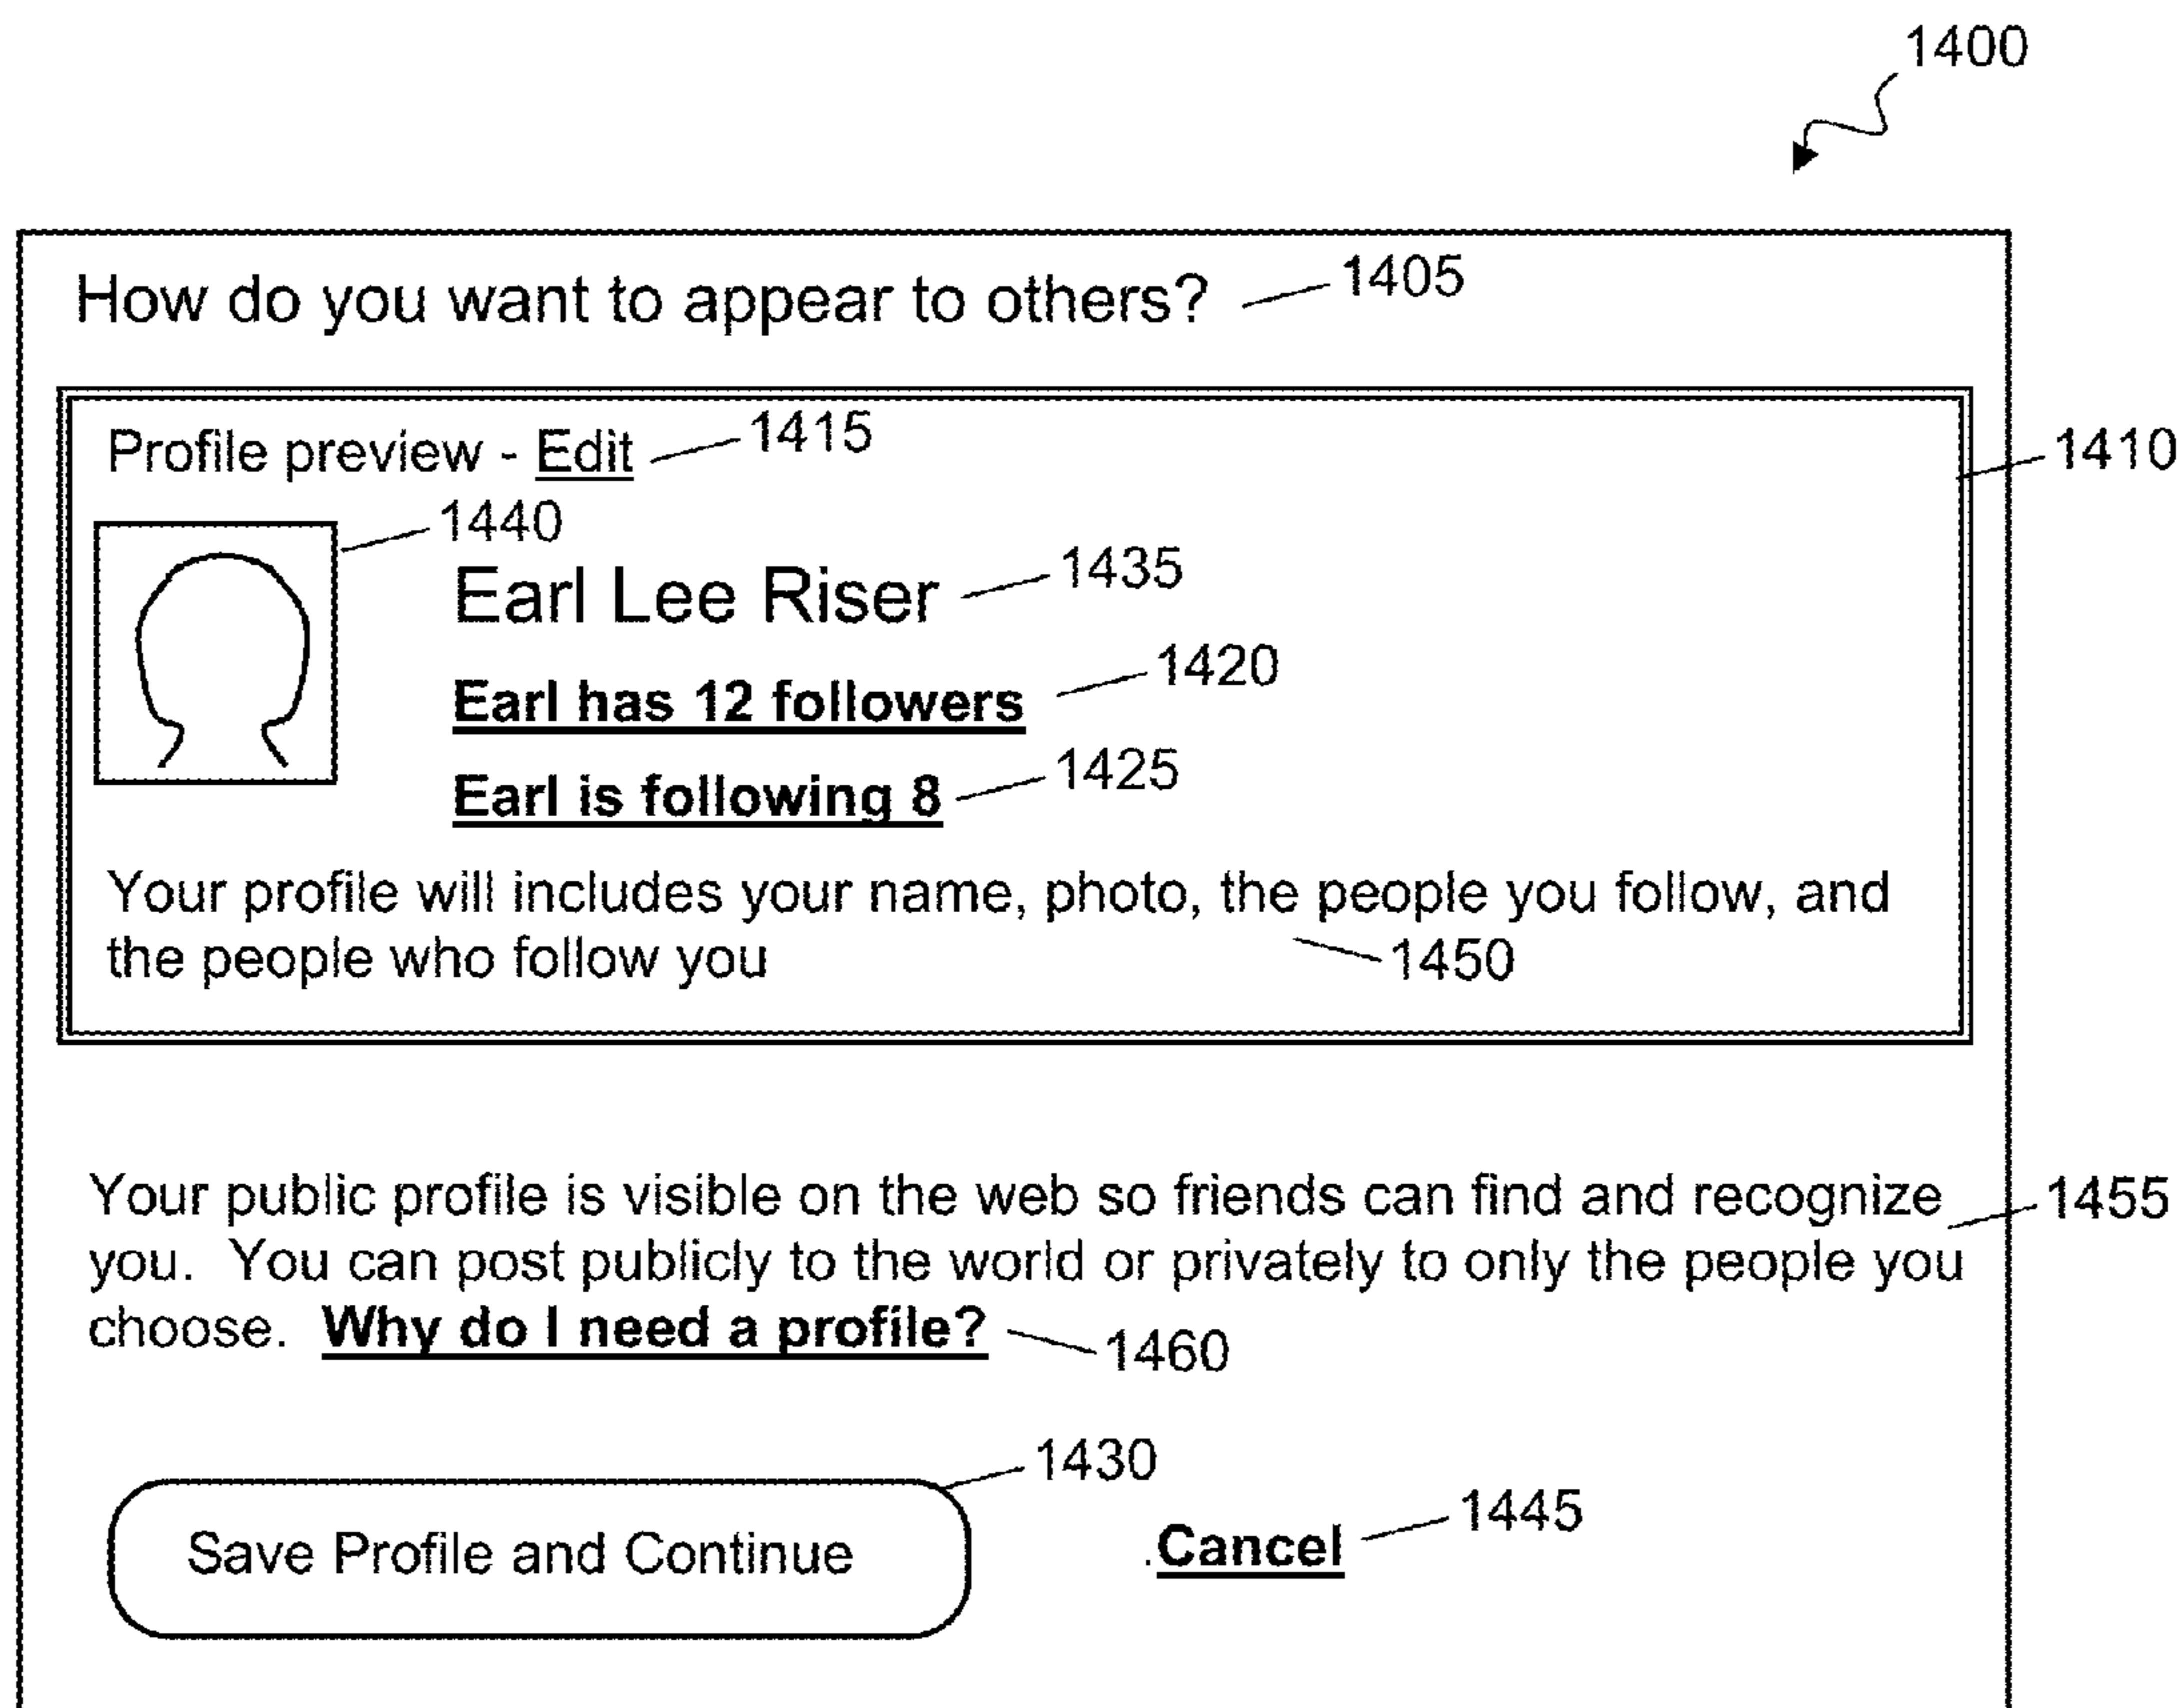 1400
How do you want to appear to others? 1405
Profile preview - Edit 1415
1410
1440
Earl Lee Riser 1435
Earl has 12 followers 1420
Earl is following 8 1425
Your profile will includes your name, photo, the people you follow, and
the people who follow you 1450
Your public profile is visible on the web so friends can find and recognize 1455
you. You can post publicly to the world or privately to only the people you
choose. Why do I need a profile? 1460
1430
Save Profile and Continue .Cancel 1445